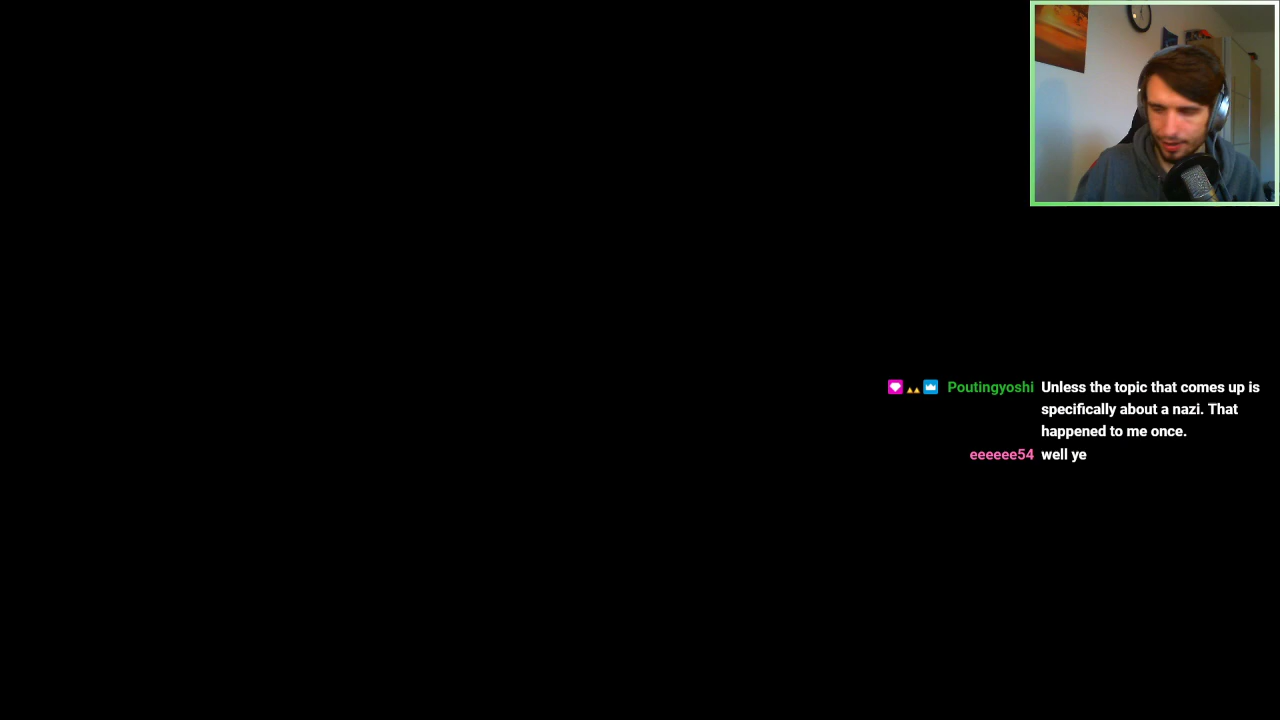 Poutingyoshi Unless the topic that comes up is
specifically about a nazi. That
happened to me once.
eeeeee54 well ye